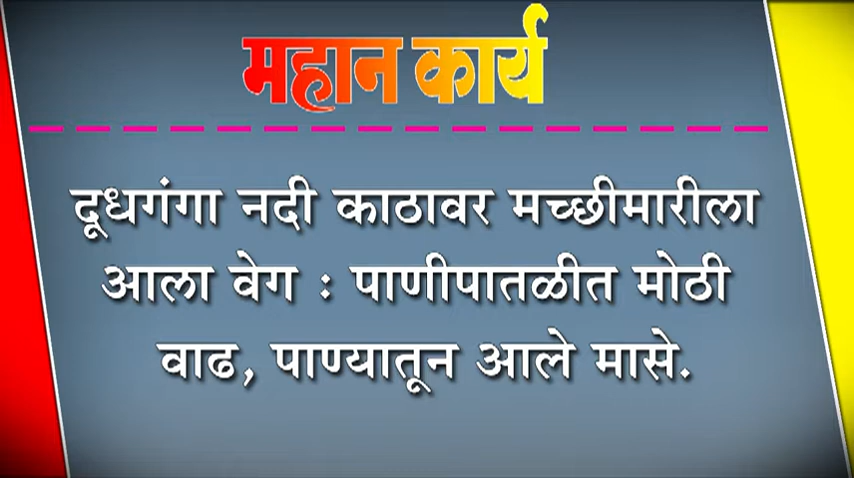 महान कार्य
दूधगंगा नदी काठावर मच्छीमारीला
आला वेग : पाणीपातळीत मोठी
वाढ, पाण्यातून आले मासे.